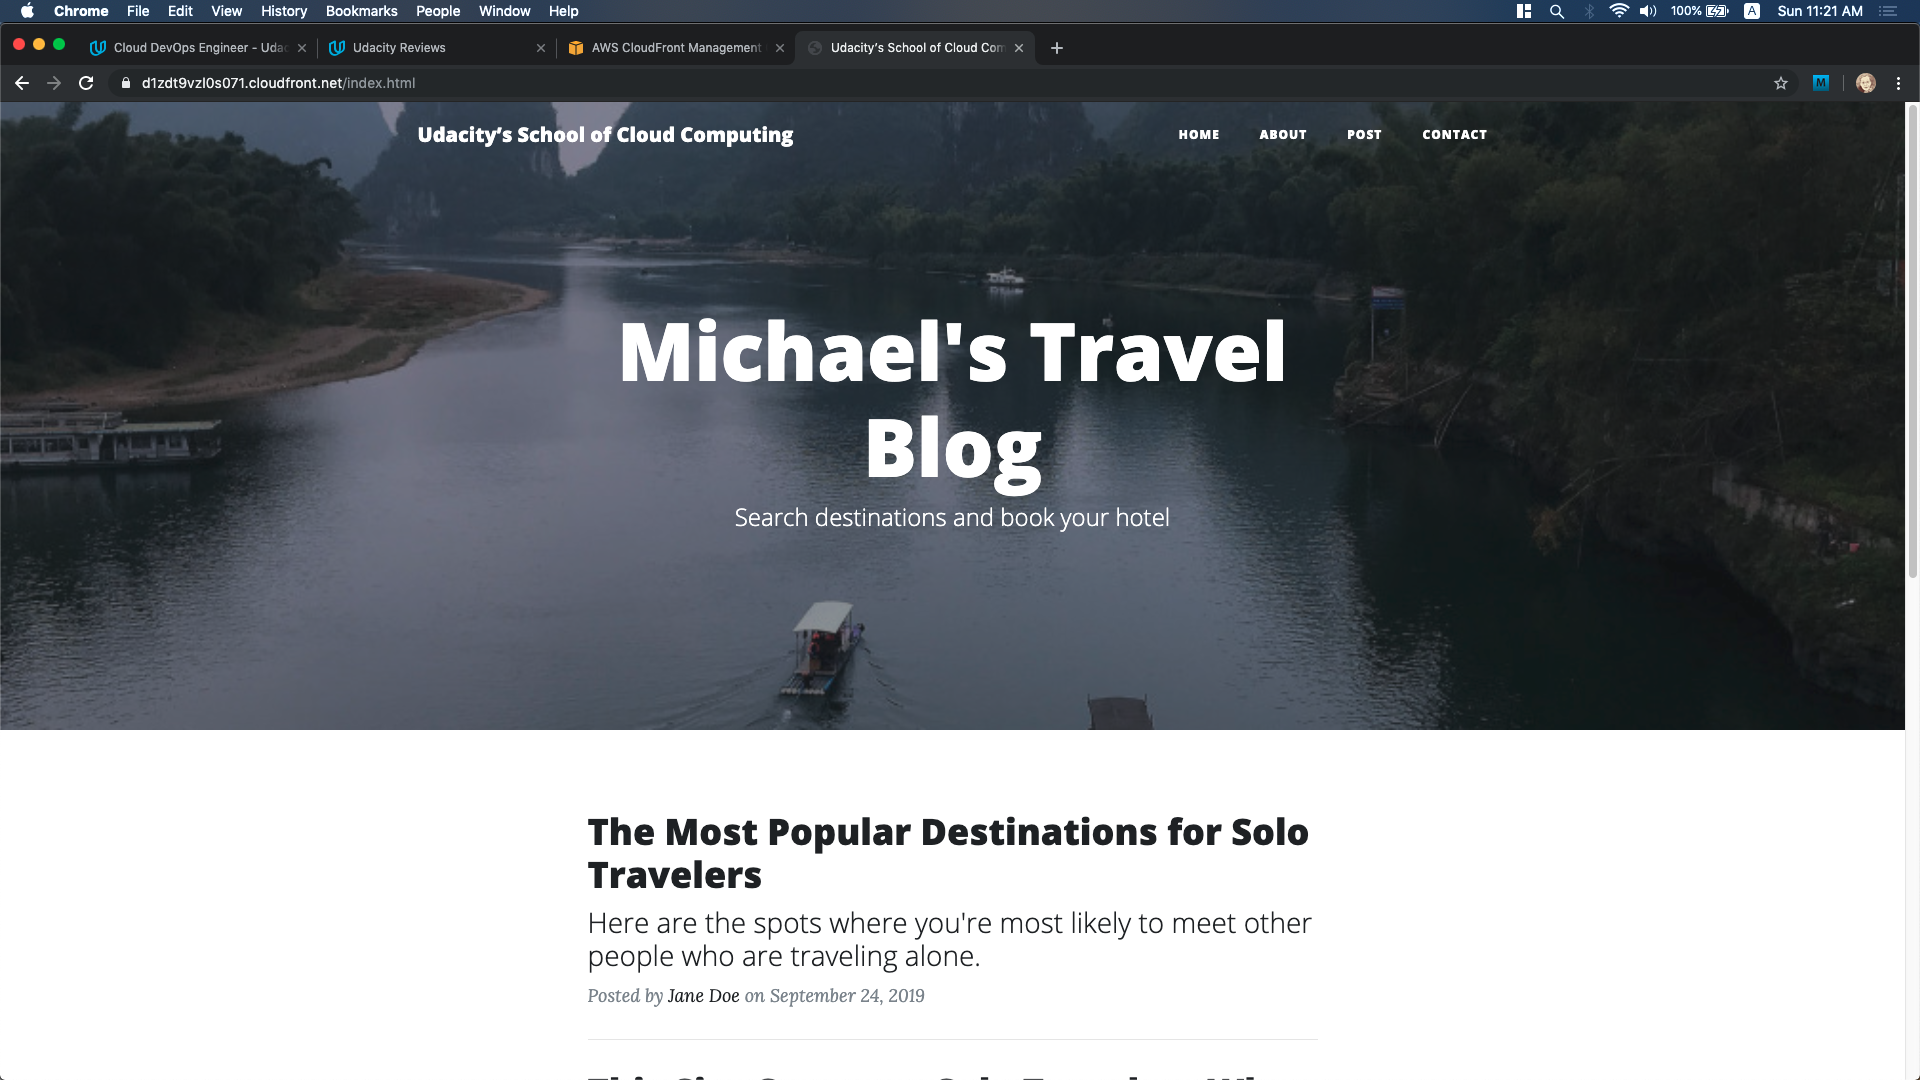 Chrome File Edit View History Bookmarks People Window Help 100% A Sun 11:21 AM
Cloud DevOps Engineer - Udac Udacity Reviews AWS CloudFront Management Udacity’s School of Cloud Com
d1zdt9vzl0s071.cloudfront.net/index.html M
Udacity’s School of Cloud Computing HOME ABOUT POST CONTACT
Michael's Travel
Blog
Search destinations and book your hotel
The Most Popular Destinations for Solo
Travelers
Here are the spots where you're most likely to meet other
people who are traveling alone.
Posted by Jane Doe on September 24, 2019